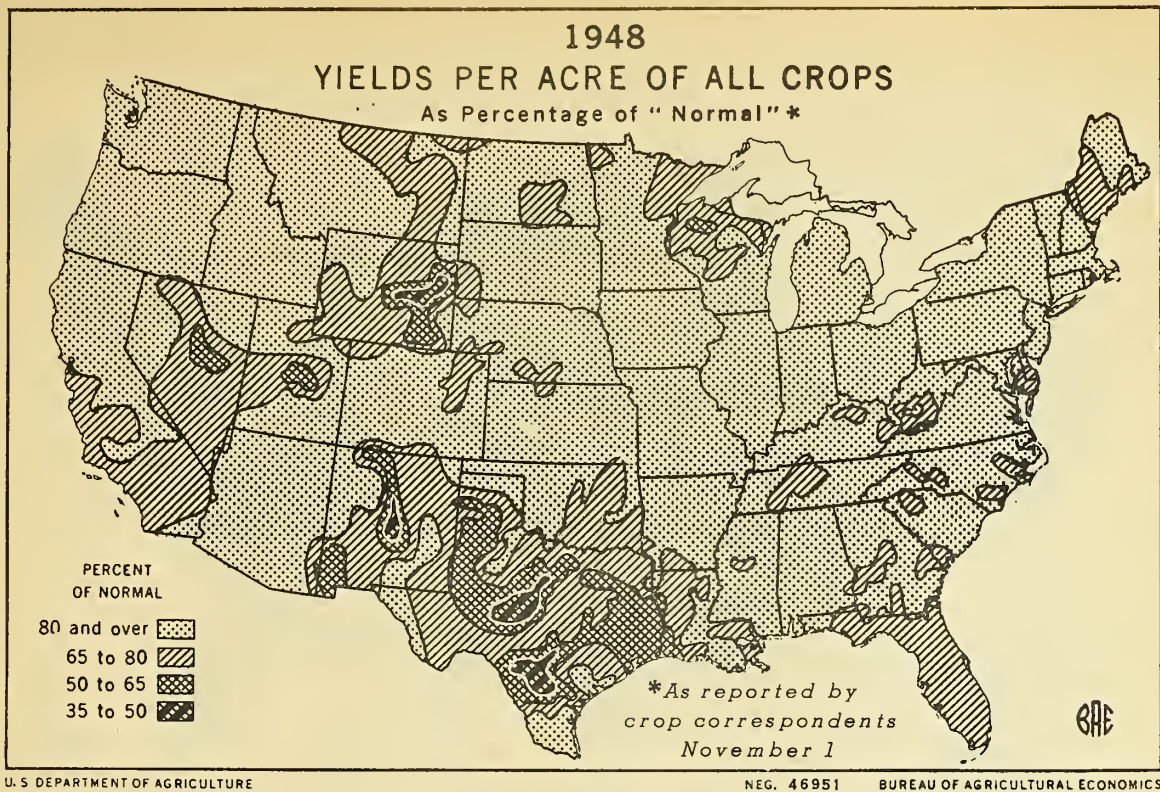 1948
YIELDS PER ACRE OF ALL CROPS
As Percentage of "Normal"*
PERCENT
OF NORMAL
80 and over
65 to 80
50 to 65
35 to 50
*As reported by
crop correspondents
November 1
BAE
U. S DEPARTMENT OF AGRICULTURE
NEG. 46951 BUREAU OF AGRICULTURAL ECONOMICS